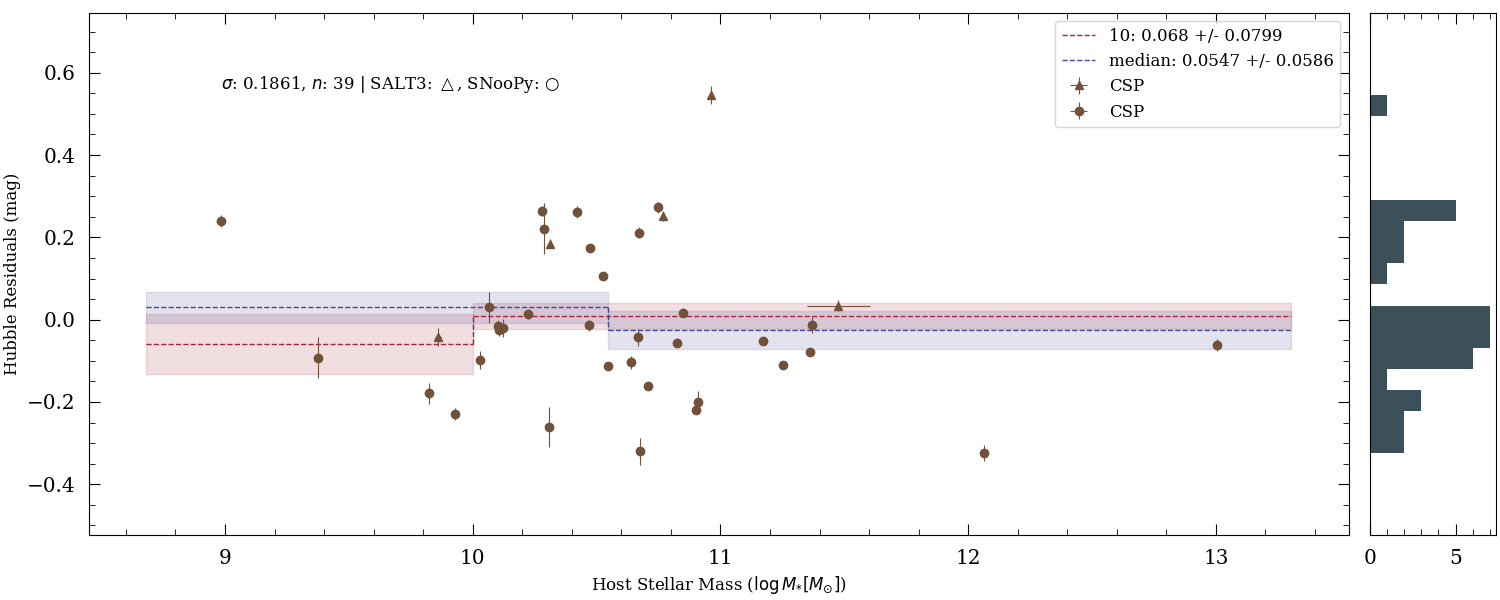 σ: 0.1861, n: 39 | SALT3: △, SNooPy: ○
10: 0.068 +/- 0.0799
median: 0.0547 +/- 0.0586
CSP
CSP
Hubble Residuals (mag)
0.6
0.4
0.2
0.0
−0.2
−0.4
9 10 11 12 13
0 5
Host Stellar Mass (log M*[M⊙])